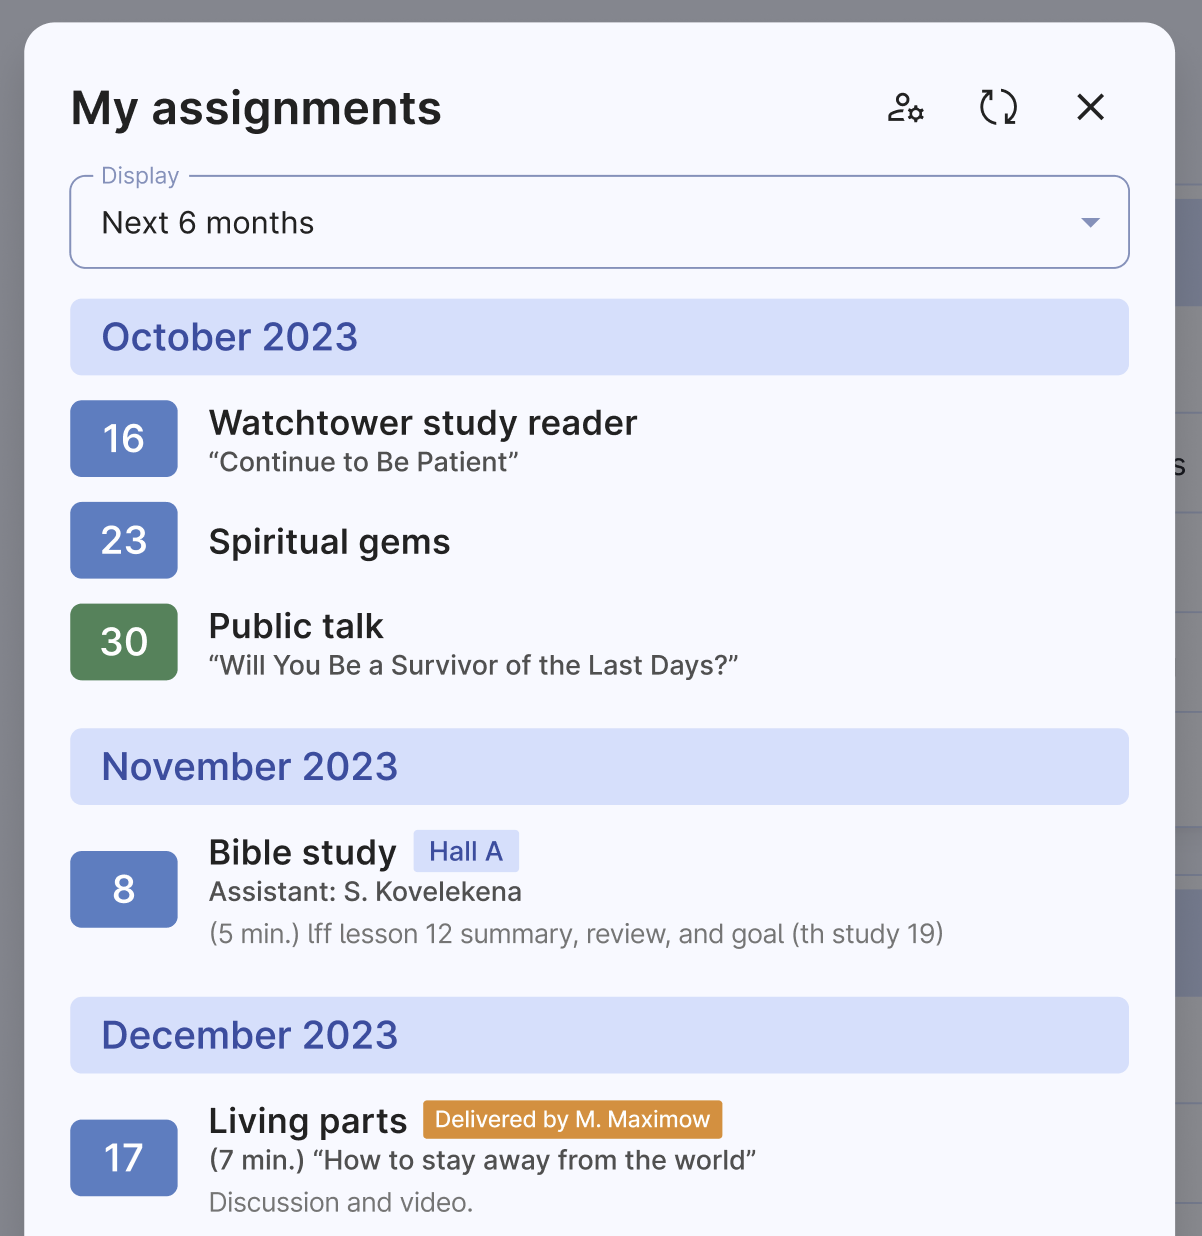 My assignments
Display
Next 6 months
October 2023
16
Watchtower study reader
“Continue to Be Patient”
23
Spiritual gems
30
Public talk
“Will You Be a Survivor of the Last Days?”
November 2023
8
Bible study Hall A
Assistant: S. Kovelekena
(5 min.) lff lesson 12 summary, review, and goal (th study 19)
December 2023
17
Living parts Delivered by M. Maximow
(7 min.) “How to stay away from the world”
Discussion and video.